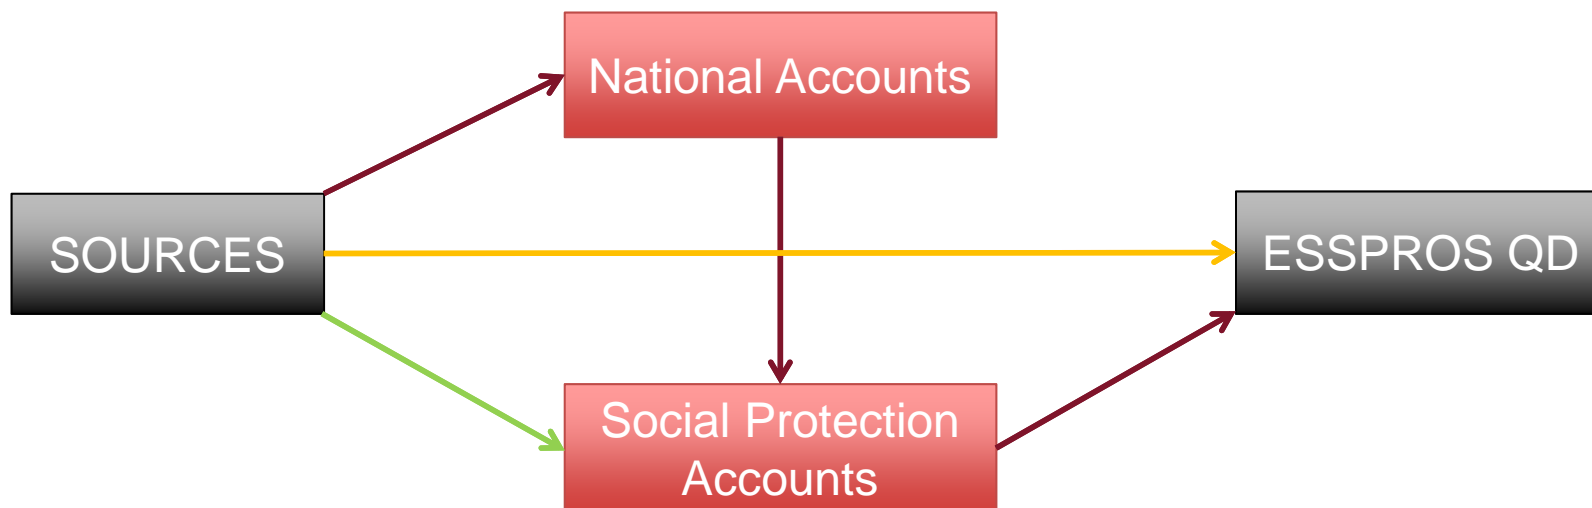 National Accounts
SOURCES
ESSPROS QD
Social Protection
Accounts